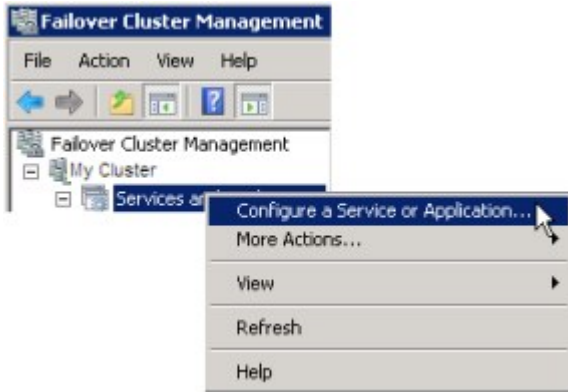 Failover Cluster Management
File Action View Help
Failover Cluster Management
My Cluster
Services a
Configure a Service or Application...
More Actions...
View
Refresh
Help